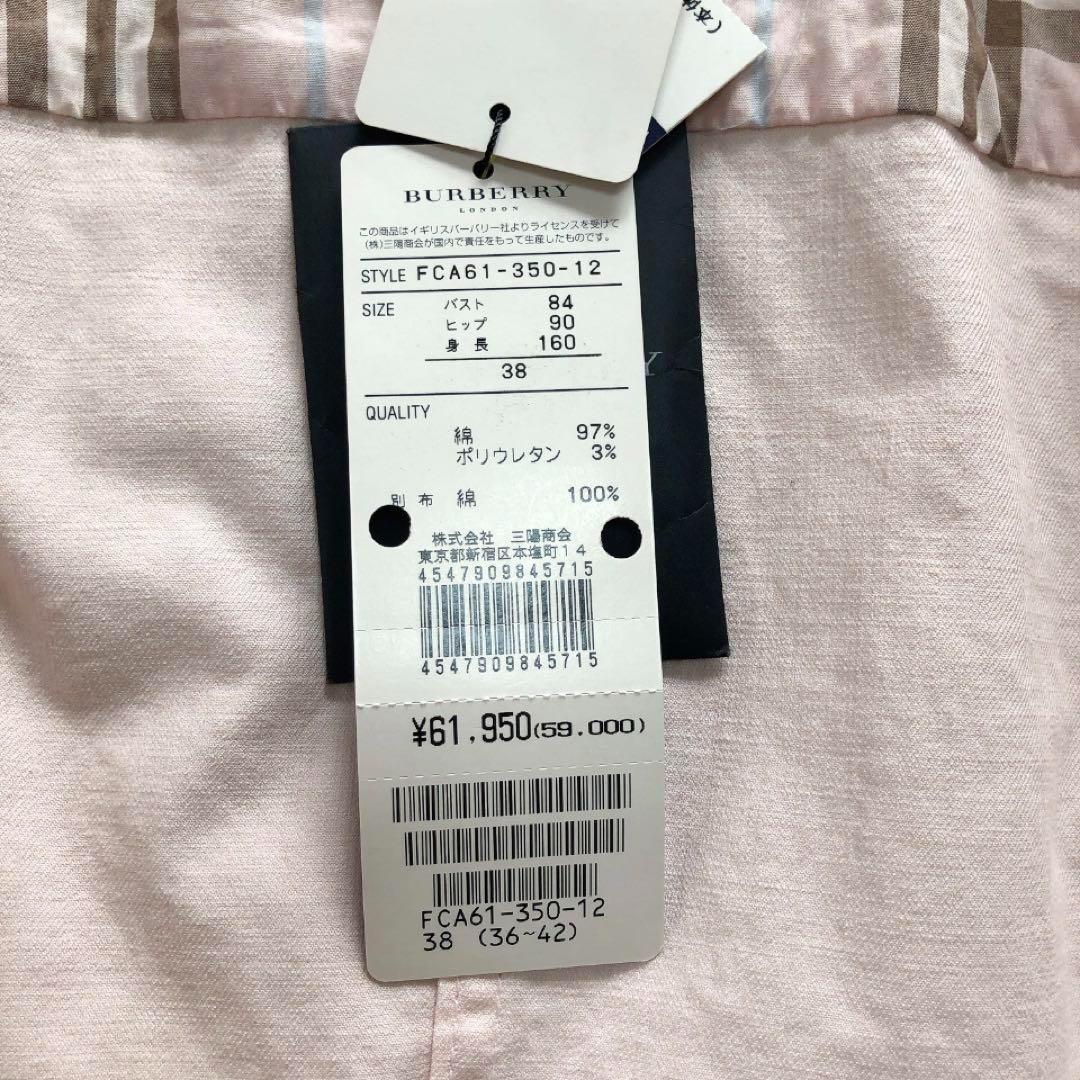 (本体
BURBERRY
LONDON
この商品はイギリスバーバリー社よりライセンスを受けて
(株)三陽商会が国内で責任をもって生産したものです。
STYLE FCA61-350-12
SIZE バスト 84
ヒップ 90
身長 160
38
Y
QUALITY
綿 97%
ポリウレタン 3%
別布 綿 100%
株式会社 三陽商会
東京都新宿区本塩町14
4547909845715
4547909845715
¥61,950(59.000)
FCA61-350-12
38 (36~42)